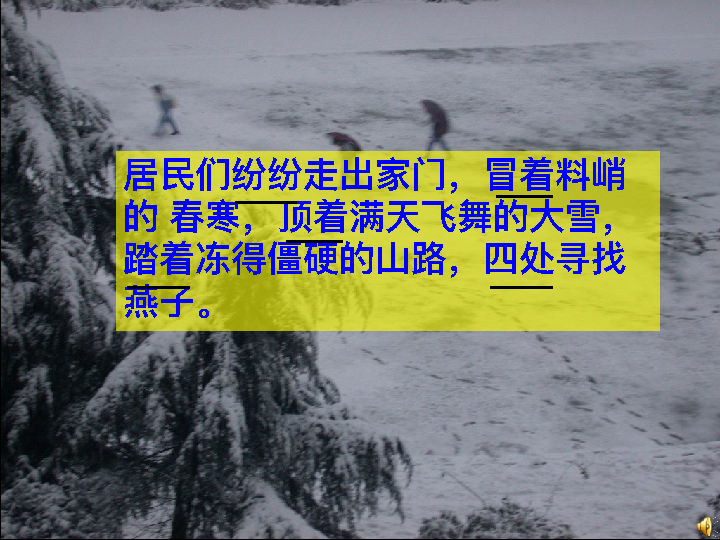 居民们纷纷走出家门，冒着料峭
的 春寒，顶着满天飞舞的大雪，
踏着冻得僵硬的山路，四处寻找
燕子。